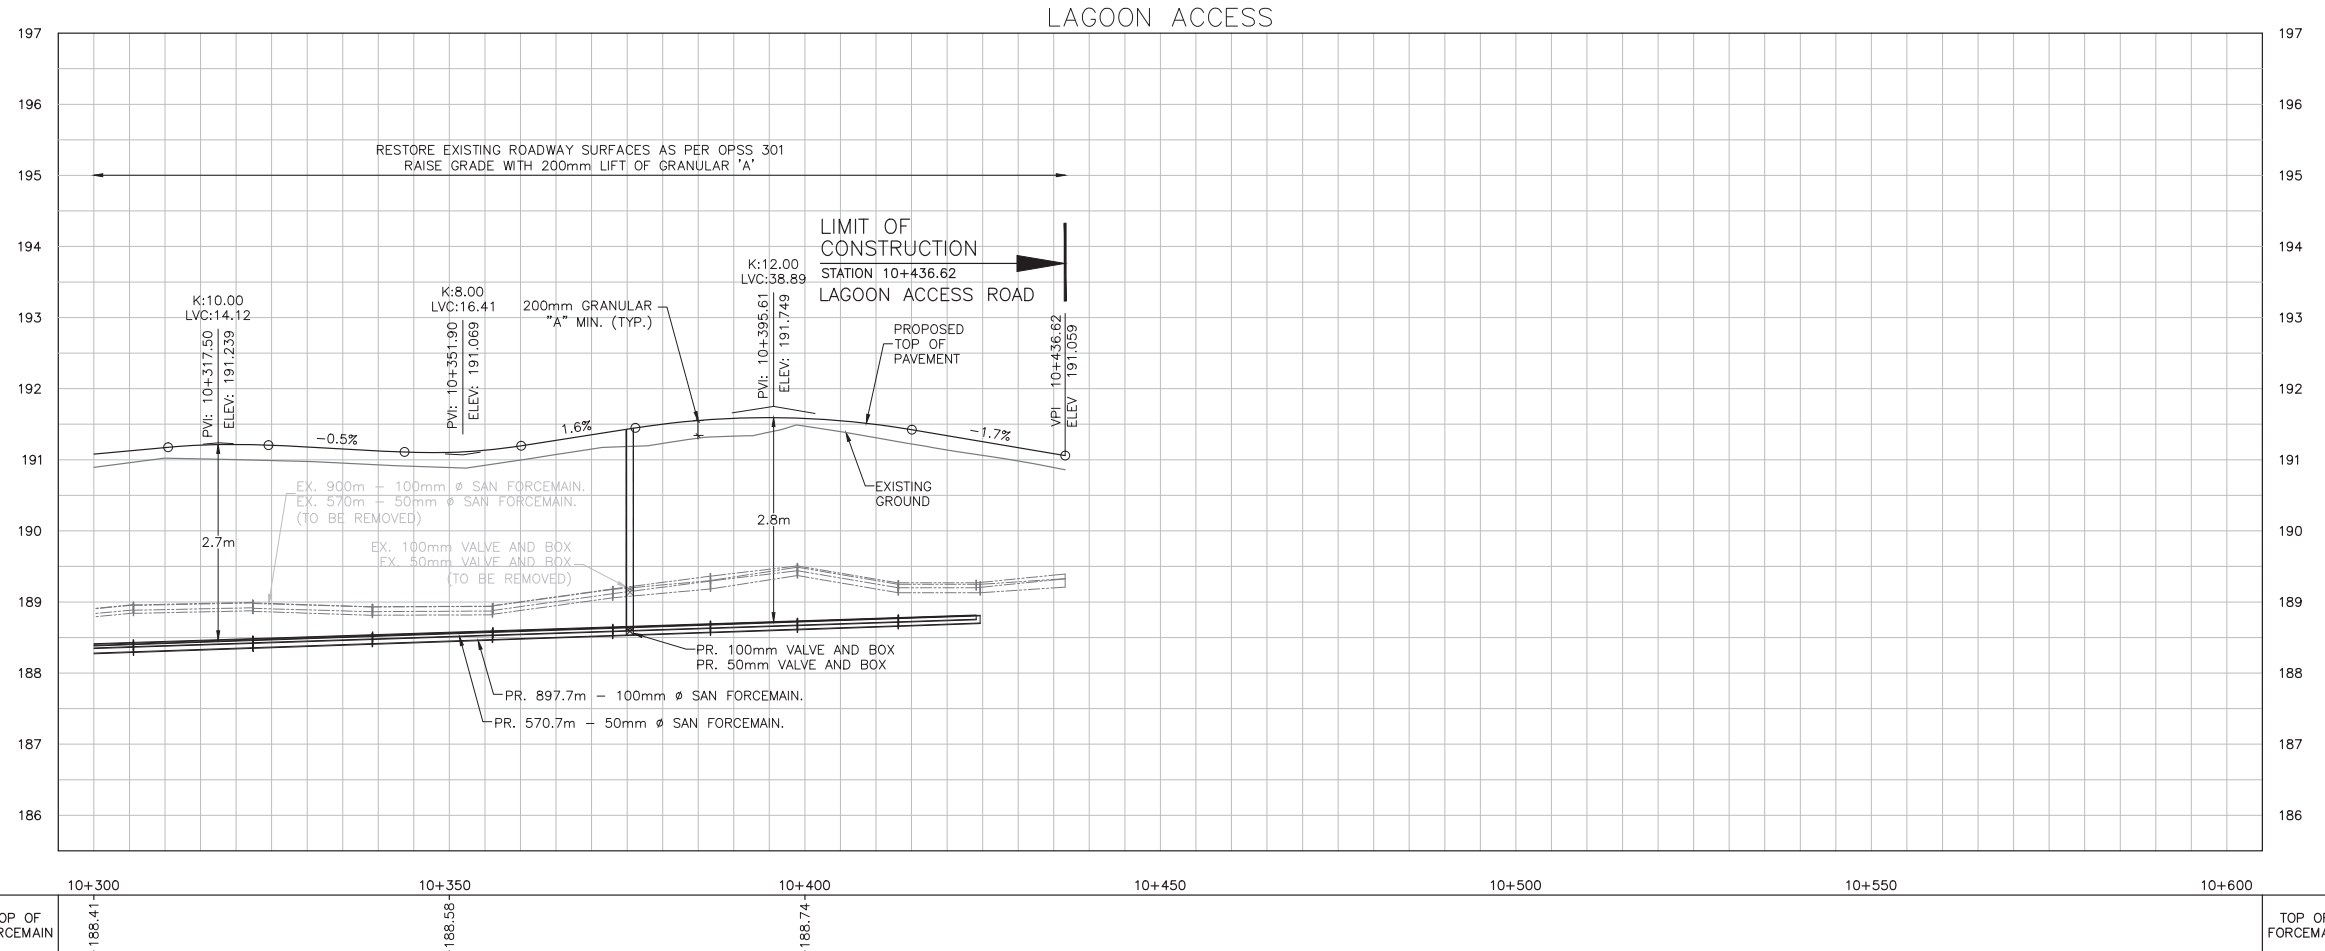 LAGOON ACCESS
197
197
196
196
RESTORE EXISTING ROADWAY SURFACES AS PER OPSS 301
RAISE GRADE WITH 200mm LIFT OF GRANULAR 'A'
195
195
LIMIT OF
CONSTRUCTION
STATION 10+436.62
LAGOON ACCESS ROAD
194
194
K:10.00
LVC:14.12
PVI: 10+317.50
ELEV: 191.239
K:8.00
LVC:16.41
PVI: 10+351.90
ELEV: 191.069
K:12.00
LVC:38.89
PVI: 10+395.61
ELEV: 191.749
200mm GRANULAR
"A" MIN. (TYP.)
PROPOSED
TOP OF
PAVEMENT
VPI 10+436.62
ELEV 191.059
193
193
192
192
-0.5%
1.6%
-1.7%
191
191
EX. 900m - 100mm ø SAN FORCEMAIN.
EX. 570m - 50mm ø SAN FORCEMAIN.
(TO BE REMOVED)
EXISTING
GROUND
2.7m
2.8m
190
190
EX. 100mm VALVE AND BOX
EX. 50mm VALVE AND BOX
(TO BE REMOVED)
189
189
PR. 100mm VALVE AND BOX
PR. 50mm VALVE AND BOX
188
188
PR. 897.7m - 100mm ø SAN FORCEMAIN.
PR. 570.7m - 50mm ø SAN FORCEMAIN.
187
187
186
186
10+300
10+350
10+400
10+450
10+500
10+550
10+600
OP OF
RCEMAIN
188.41
188.58
188.74
TOP OF
FORCEMA